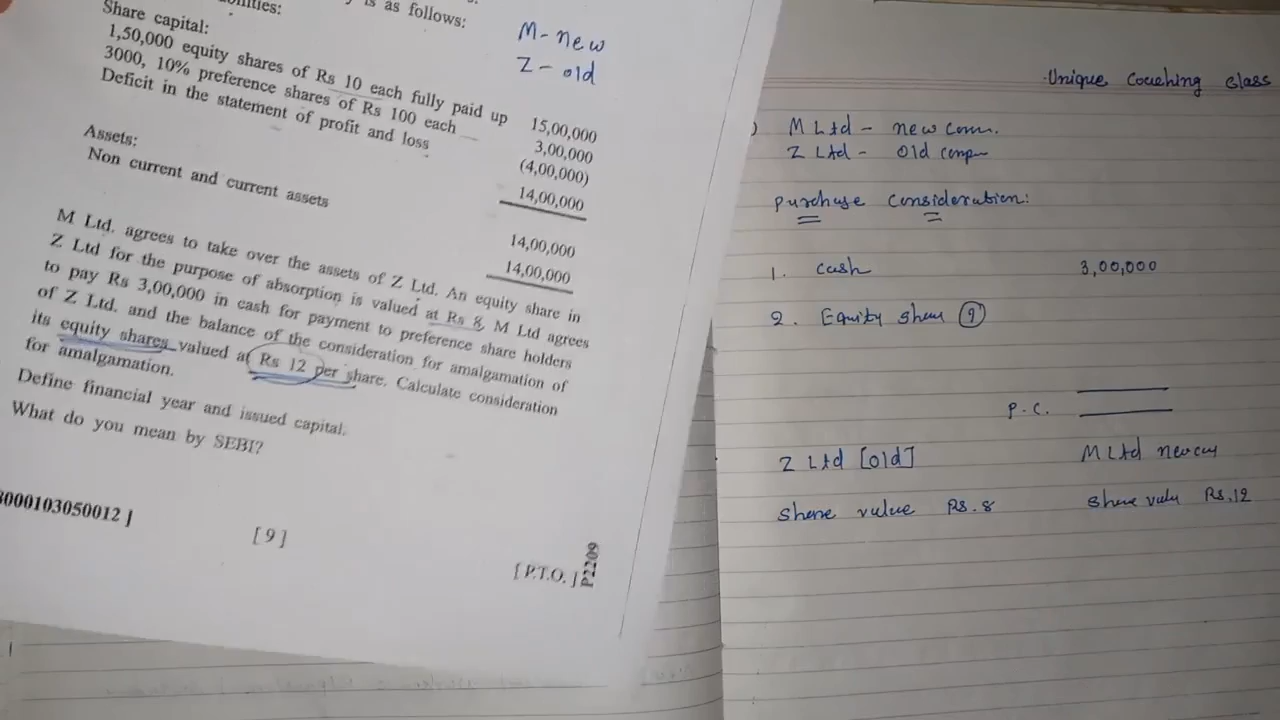 is as follows:
Share capital:
1,50,000 equity shares of Rs 10 each fully paid up 15,00,000
3000, 10% preference shares of Rs 100 each 3,00,000
Deficit in the statement of profit and loss (4,00,000)
14,00,000
Assets:
Non current and current assets 14,00,000
14,00,000
M Ltd. agrees to take over the assets of Z Ltd. An equity share in
Z Ltd for the purpose of absorption is valued at Rs 8. M Ltd agrees
to pay Rs 3,00,000 in cash for payment to preference share holders
of Z Ltd. and the balance of the consideration for amalgamation of
its equity shares valued at Rs 12 per share. Calculate consideration
for amalgamation.
Define financial year and issued capital.
What do you mean by SEBI?
000103050012 ]
[ 9 ]
[ P.T.O. ]
P2209
M - new
Z - old
Unique Couching Class
) M Ltd - new com.
Z Ltd - Old comp
Purchase Consideration:
1. Cash 3,00,000
2. Equity
P.C.
Z Ltd [old] M Ltd new
Share value Rs. 8 Share Rs. 12